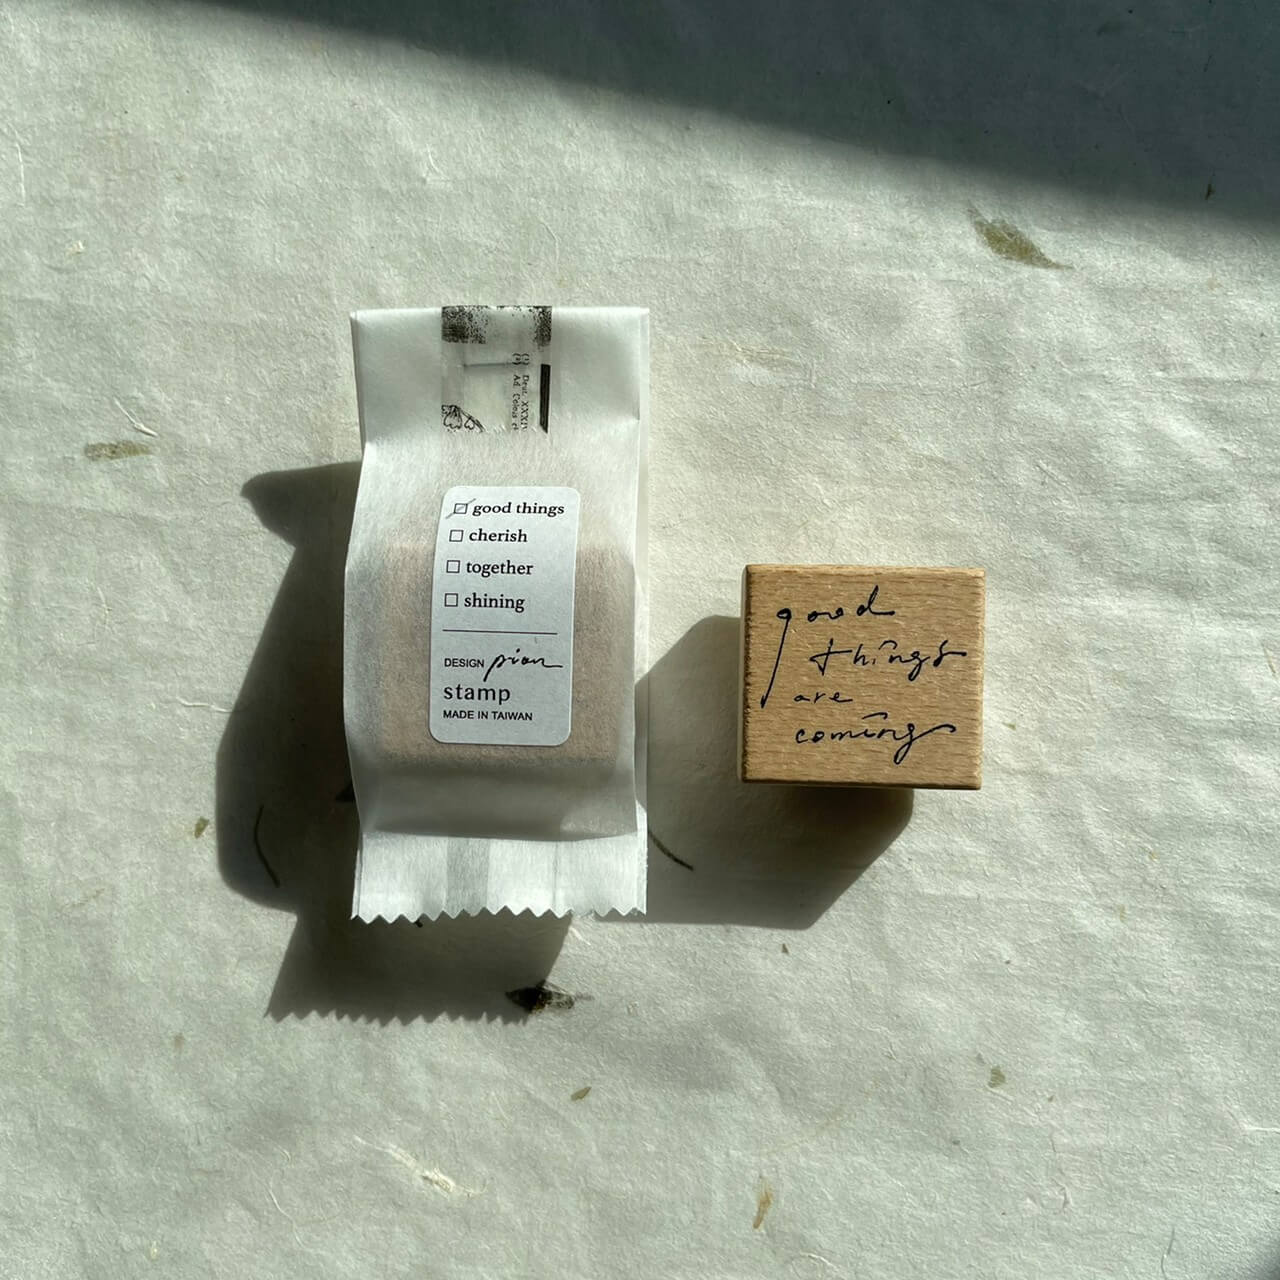 good things
cherish
together
shining
DESIGN pion
stamp
MADE IN TAIWAN
good
things
are
coming